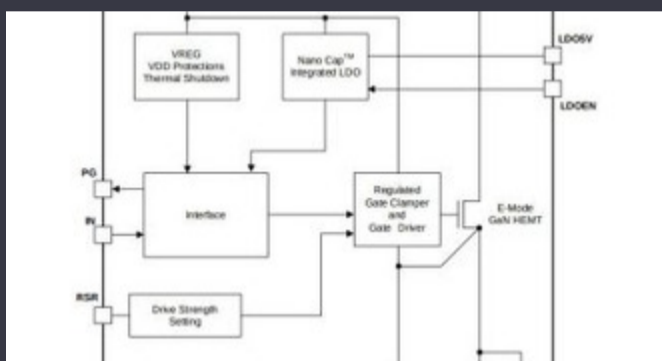 VREG
VDD Protections
Thermal Shutdown
Nano Cap™
Integrated LDO
LDO5V
LDOEN
PG
Interface
Regulated
Gate Clamper
and
Gate Driver
E-Mode
GaN HEMT
IN
RSR
Drive Strength
Setting